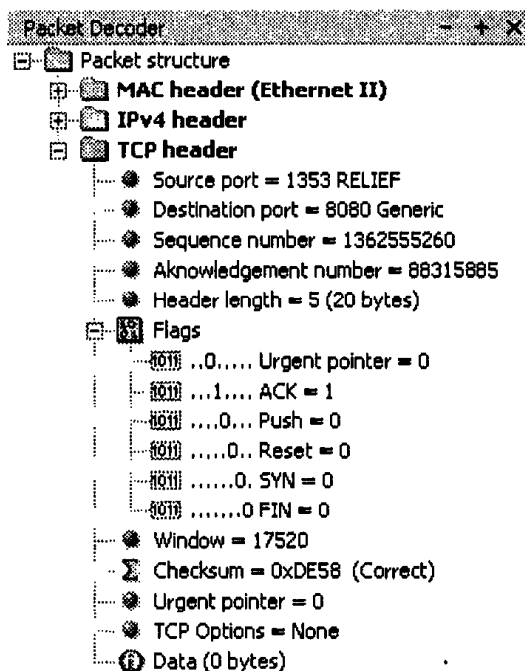 Packet Decoder
Packet structure
MAC header (Ethernet II)
IPv4 header
TCP header
Source port = 1353 RELIEF
Destination port = 8080 Generic
Sequence number = 1362555260
Aknowledgement number = 88315885
Header length = 5 (20 bytes)
Flags
..0..... Urgent pointer = 0
...1.... ACK = 1
....0... Push = 0
.....0.. Reset = 0
......0. SYN = 0
.......0 FIN = 0
Window = 17520
Checksum = 0xDE58 (Correct)
Urgent pointer = 0
TCP Options = None
Data (0 bytes)